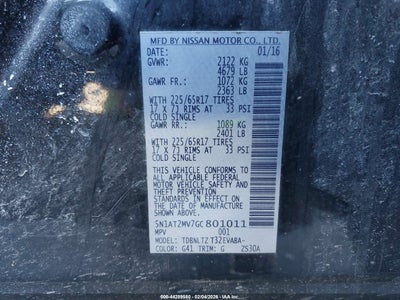 MFD BY NISSAN MOTOR CO., LTD.
DATE: 01/16
GVWR: 2122 KG
4679 LB
GAWR FR.: 1072 KG
2363 LB
WITH 225/65R17 TIRES
17 X 7J RIMS AT 33 PSI
COLD SINGLE
GAWR RR.: 1089 KG
2401 LB
WITH 225/65R17 TIRES
17 X 7J RIMS AT 33 PSI
COLD SINGLE
THIS VEHICLE CONFORMS TO
ALL APPLICABLE FEDERAL
MOTOR VEHICLE SAFETY
STANDARDS IN EFFECT ON
THE DATE OF MANUFACTURE
SHOWN ABOVE.
5N1AT2MV7GC801011
MPV 001
MODEL: TDBNLTZ T32EVABA-
COLOR: G41 TRIM: G ZS30A